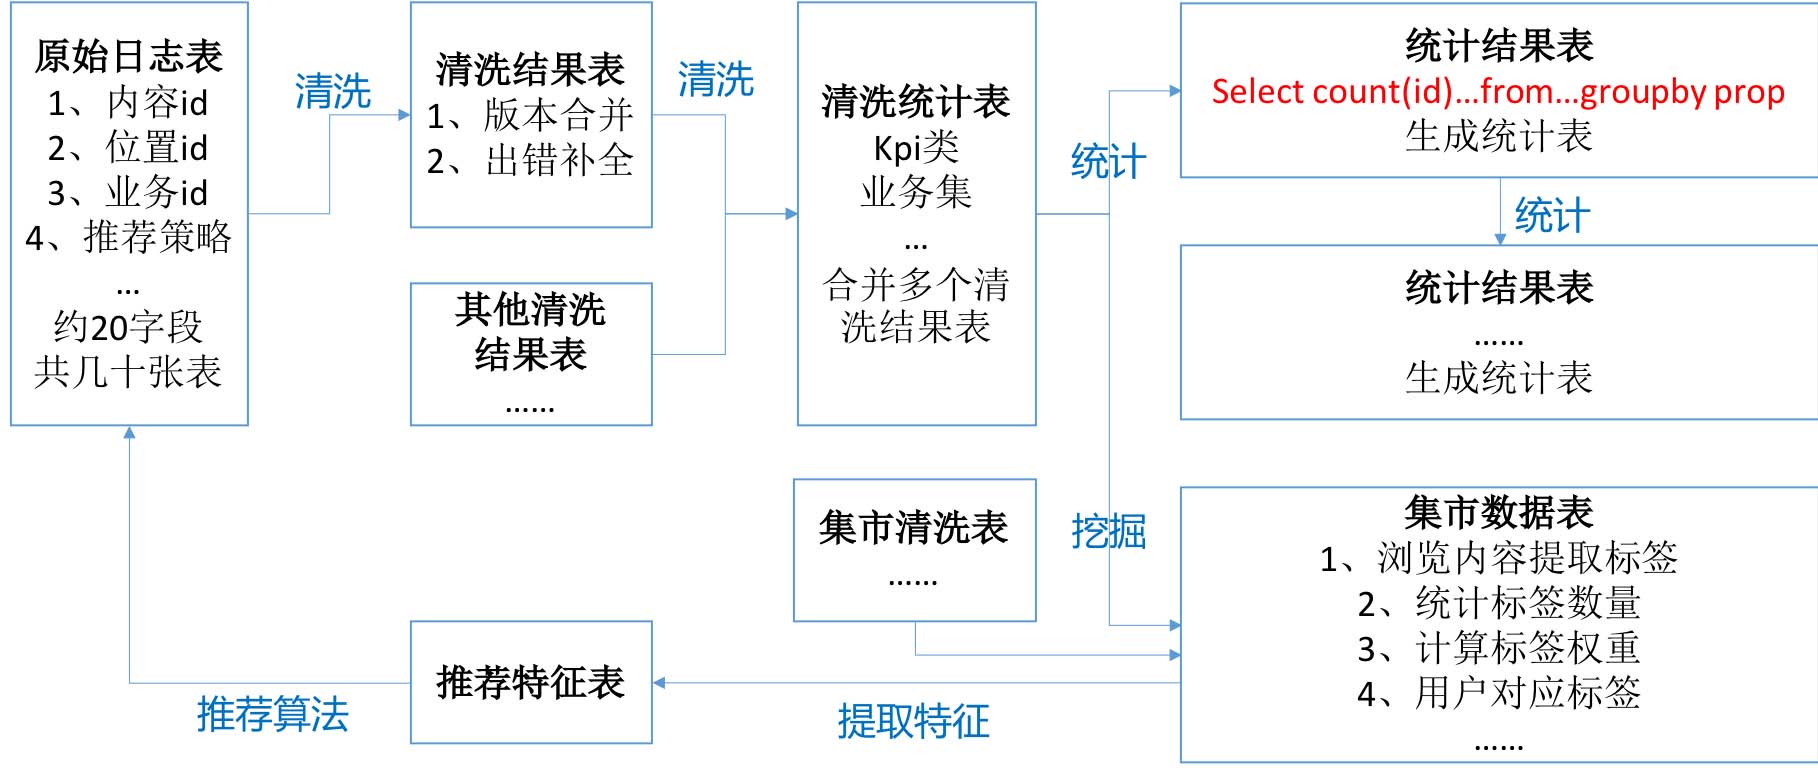 原始日志表
1、内容id
2、位置id
3、业务id
4、推荐策略
...
约20字段
共几十张表
清洗
清洗结果表
1、版本合并
2、出错补全
其他清洗
结果表
……
清洗
清洗统计表
Kpi类
业务集
...
合并多个清
洗结果表
统计
统计结果表
Select count(id)...from...groupby prop
生成统计表
统计
统计结果表
……
生成统计表
集市清洗表
……
挖掘
集市数据表
1、浏览内容提取标签
2、统计标签数量
3、计算标签权重
4、用户对应标签
……
提取特征
推荐特征表
推荐算法